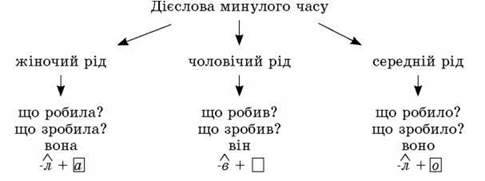 Дієслова минулого часу
жіночий рід чоловічий рід середній рід
що робила? що робив? що робило?
що зробила? що зробив? що зробило?
вона він воно
-л + а -в + -ло + о